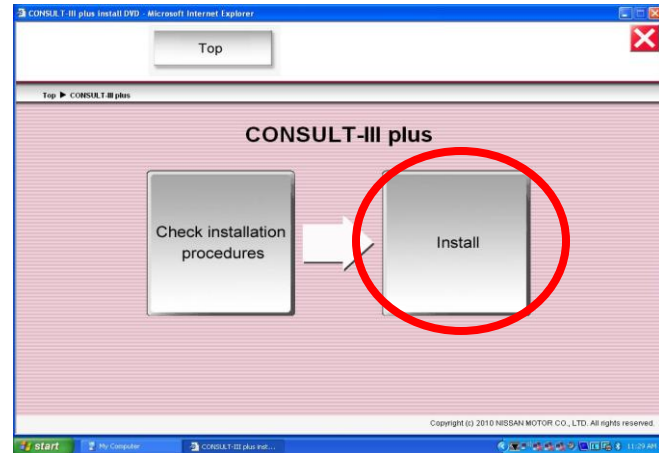 CONSULT-III plus Install DVD - Microsoft Internet Explorer
Top
Top ▶ CONSULT-III plus
CONSULT-III plus
Check installation
procedures
Install
Copyright (c) 2010 NISSAN MOTOR CO., LTD. All rights reserved.
start
My Computer
CONSULT-III plus inst...
11:29 AM